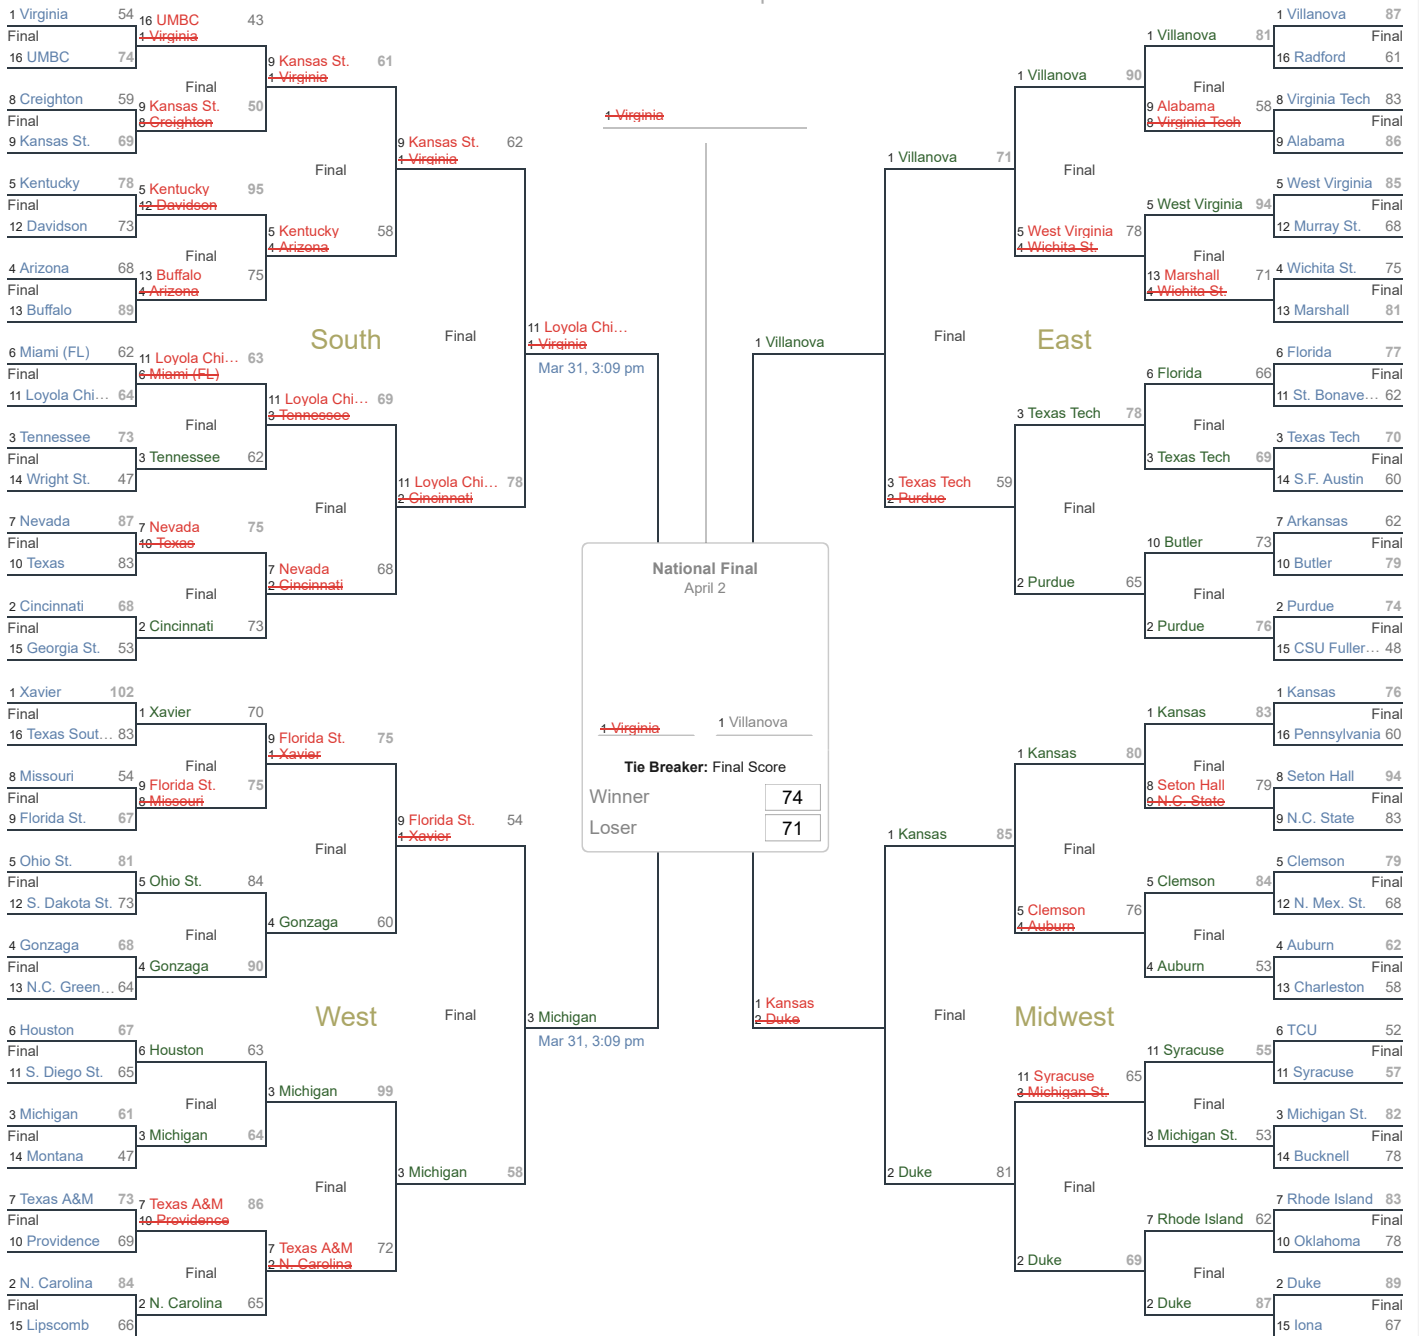 1 Virginia 54
Final
16 UMBC 74
8 Creighton 59
Final
9 Kansas St. 69
5 Kentucky 78
Final
12 Davidson 73
4 Arizona 68
Final
13 Buffalo 89
6 Miami (FL) 62
Final
11 Loyola Chi... 64
3 Tennessee 73
Final
14 Wright St. 47
7 Nevada 87
Final
10 Texas 83
2 Cincinnati 68
Final
15 Georgia St. 53
16 UMBC 43
1 Virginia
Final
9 Kansas St. 50
8 Creighton
5 Kentucky 95
12 Davidson
Final
13 Buffalo 75
4 Arizona
11 Loyola Chi... 63
6 Miami (FL)
Final
3 Tennessee 62
7 Nevada 75
10 Texas
Final
2 Cincinnati 73
9 Kansas St. 61
1 Virginia
Final
5 Kentucky 58
4 Arizona
South
11 Loyola Chi... 69
3 Tennessee
Final
7 Nevada 68
2 Cincinnati
9 Kansas St. 62
1 Virginia
Final
11 Loyola Chi... 78
2 Cincinnati
11 Loyola Chi...
1 Virginia
Mar 31, 3:09 pm
1 Xavier 102
Final
16 Texas Sout... 83
8 Missouri 54
Final
9 Florida St. 67
5 Ohio St. 81
Final
12 S. Dakota St. 73
4 Gonzaga 68
Final
13 N.C. Green... 64
6 Houston 67
Final
11 S. Diego St. 65
3 Michigan 61
Final
14 Montana 47
7 Texas A&M 73
Final
10 Providence 69
2 N. Carolina 84
Final
15 Lipscomb 66
1 Xavier 70
Final
9 Florida St. 75
8 Missouri
5 Ohio St. 84
Final
4 Gonzaga 90
6 Houston 63
Final
3 Michigan 64
7 Texas A&M 86
10 Providence
Final
2 N. Carolina 65
9 Florida St. 75
1 Xavier
Final
4 Gonzaga 60
West
3 Michigan 99
Final
7 Texas A&M 72
2 N. Carolina
9 Florida St. 54
1 Xavier
Final
3 Michigan 58
3 Michigan
Mar 31, 3:09 pm
1 Virginia
National Final
April 2
1 Virginia
1 Villanova
Tie Breaker: Final Score
Winner 74
Loser 71
1 Villanova
1 Villanova 71
Final
3 Texas Tech 59
2 Purdue
1 Villanova 90
Final
5 West Virginia 78
4 Wichita St.
East
3 Texas Tech 78
Final
2 Purdue 65
1 Villanova 81
Final
9 Alabama 58
8 Virginia Tech
5 West Virginia 94
Final
13 Marshall 71
4 Wichita St.
6 Florida 66
Final
3 Texas Tech 69
10 Butler 73
Final
2 Purdue 76
1 Villanova 87
Final
16 Radford 61
8 Virginia Tech 83
Final
9 Alabama 86
5 West Virginia 85
Final
12 Murray St. 68
4 Wichita St. 75
Final
13 Marshall 81
6 Florida 77
Final
11 St. Bonave... 62
3 Texas Tech 70
Final
14 S.F. Austin 60
7 Arkansas 62
Final
10 Butler 79
2 Purdue 74
Final
15 CSU Fuller... 48
1 Kansas
2 Duke
1 Kansas 85
Final
2 Duke 81
1 Kansas 80
Final
5 Clemson 76
4 Auburn
Midwest
11 Syracuse 65
3 Michigan St.
Final
2 Duke 69
1 Kansas 83
Final
8 Seton Hall 79
9 N.C. State
5 Clemson 84
Final
4 Auburn 53
11 Syracuse 55
Final
3 Michigan St. 53
7 Rhode Island 62
Final
2 Duke 87
1 Kansas 76
Final
16 Pennsylvania 60
8 Seton Hall 94
Final
9 N.C. State 83
5 Clemson 79
Final
12 N. Mex. St. 68
4 Auburn 62
Final
13 Charleston 58
6 TCU 52
Final
11 Syracuse 57
3 Michigan St. 82
Final
14 Bucknell 78
7 Rhode Island 83
Final
10 Oklahoma 78
2 Duke 89
Final
15 Iona 67